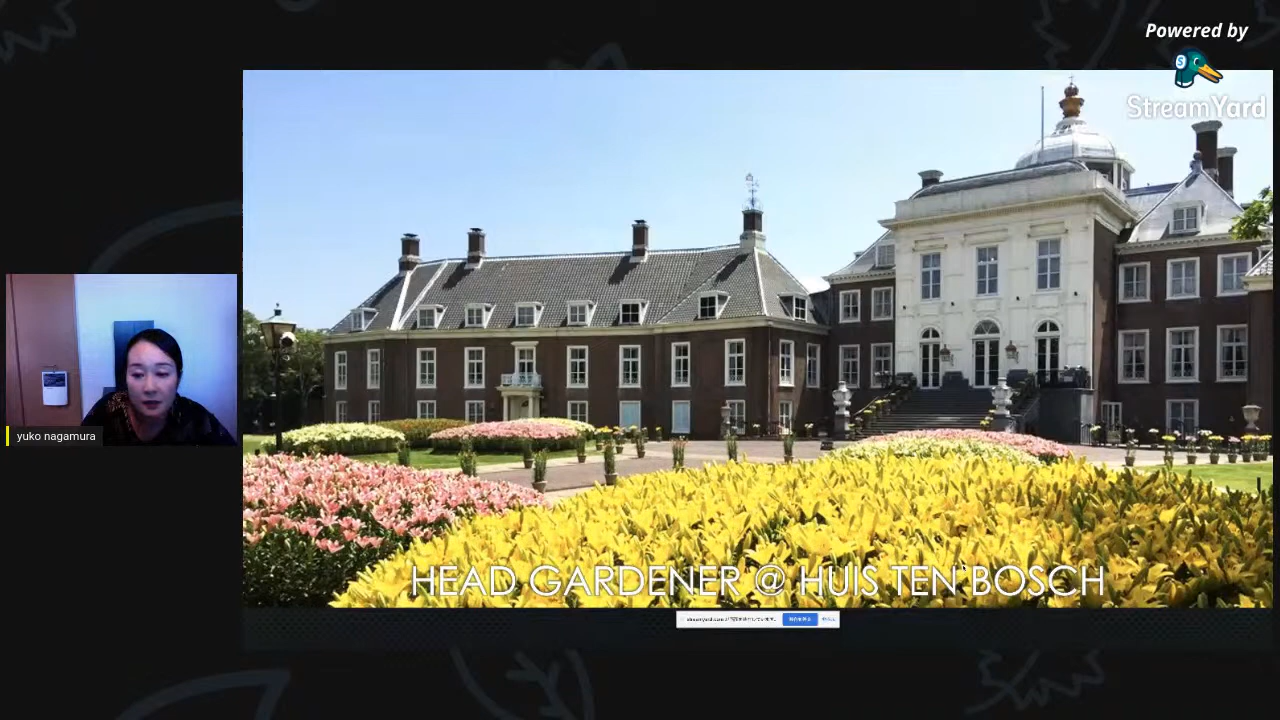 Powered by
StreamYard
yuko nagamura
HEAD GARDENER @ HUIS TEN BOSCH